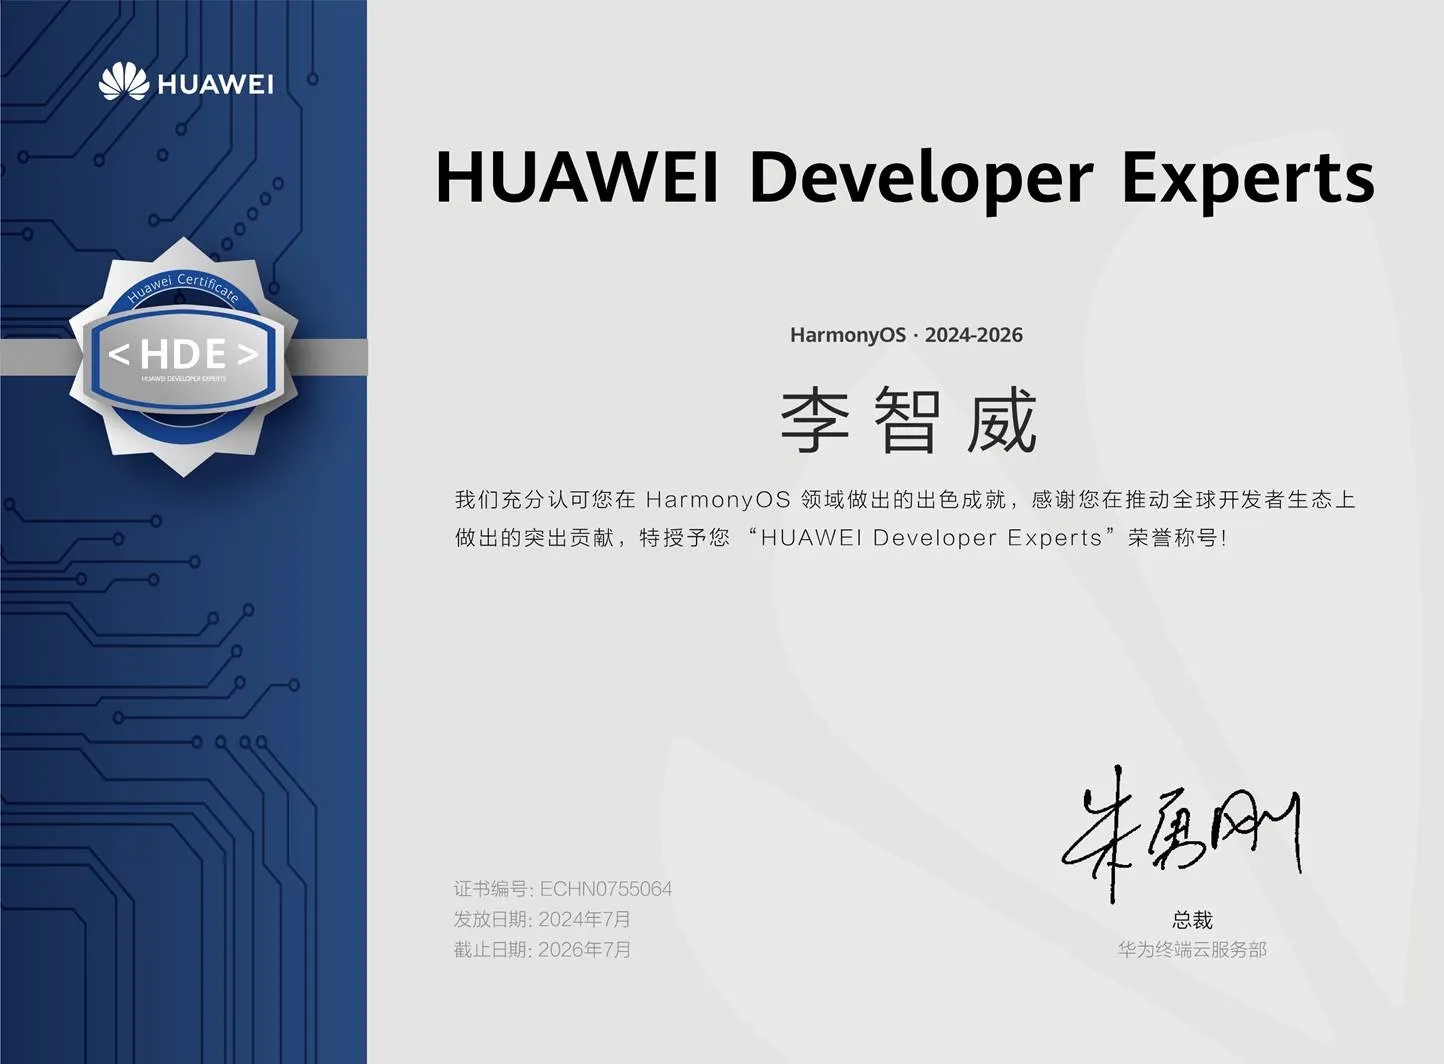 HUAWEI
HUAWEI Developer Experts
Huawei Certificate
<HDE>
HUAWEI DEVELOPER EXPERTS
HarmonyOS · 2024-2026
李智威
我们充分认可您在 HarmonyOS 领域做出的出色成就，感谢您在推动全球开发者生态上
做出的突出贡献，特授予您 “HUAWEI Developer Experts” 荣誉称号！
朱勇刚
证书编号: ECHN0755064
发放日期: 2024年7月
截止日期: 2026年7月
总裁
华为终端云服务部